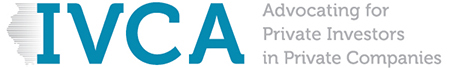 IVCA
Advocating for
Private Investors
in Private Companies